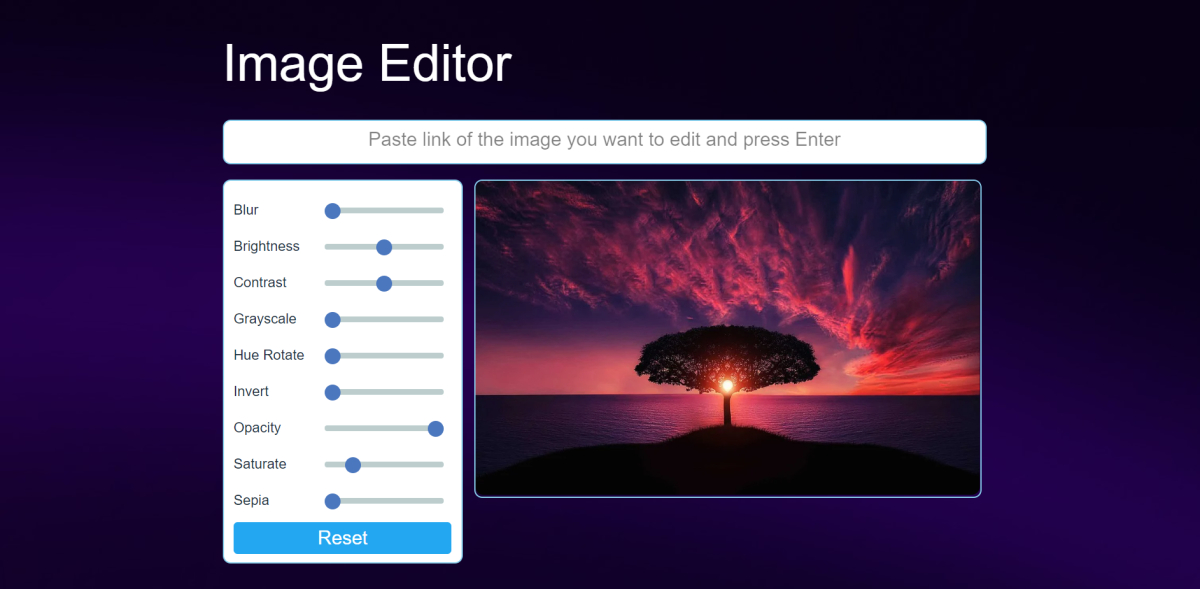 Image Editor
Paste link of the image you want to edit and press Enter
Blur
Brightness
Contrast
Grayscale
Hue Rotate
Invert
Opacity
Saturate
Sepia
Reset